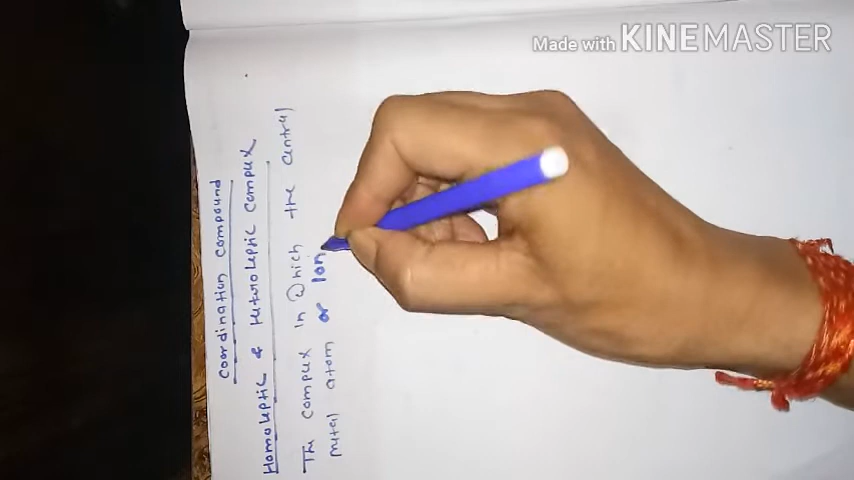 Made with KINEMASTER
Coordination compound
Homoleptic & Heteroleptic complex
The complex in which the central
metal atom or Ion